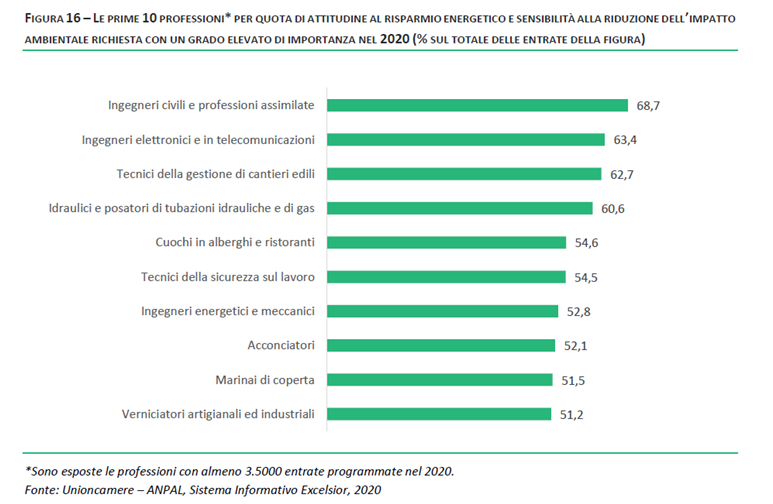 FIGURA 16 – LE PRIME 10 PROFESSIONI* PER QUOTA DI ATTITUDINE AL RISPARMIO ENERGETICO E SENSIBILITÀ ALLA RIDUZIONE DELL'IMPATTO
AMBIENTALE RICHIESTA CON UN GRADO ELEVATO DI IMPORTANZA NEL 2020 (% SUL TOTALE DELLE ENTRATE DELLA FIGURA)
Ingegneri civili e professioni assimilate 68,7
Ingegneri elettronici e in telecomunicazioni 63,4
Tecnici della gestione di cantieri edili 62,7
Idraulici e posatori di tubazioni idrauliche e di gas 60,6
Cuochi in alberghi e ristoranti 54,6
Tecnici della sicurezza sul lavoro 54,5
Ingegneri energetici e meccanici 52,8
Acconciatori 52,1
Marinai di coperta 51,5
Verniciatori artigianali ed industriali 51,2
*Sono esposte le professioni con almeno 3.5000 entrate programmate nel 2020.
Fonte: Unioncamere – ANPAL, Sistema Informativo Excelsior, 2020